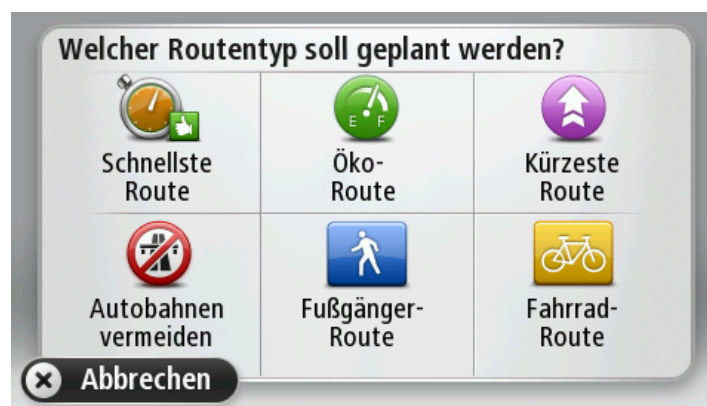 Welcher Routentyp soll geplant werden?
Schnellste
Route
E F
Öko-
Route
Kürzeste
Route
Autobahnen
vermeiden
Fußgänger-
Route
Fahrrad-
Route
Abbrechen